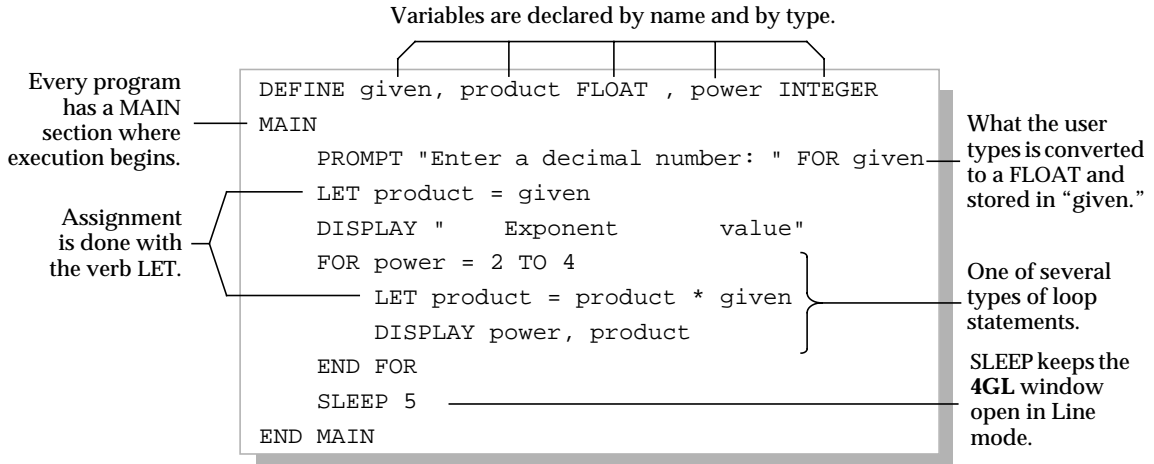 Variables are declared by name and by type.
Every program
has a MAIN
section where
execution begins.
Assignment
is done with
the verb LET.
DEFINE given, product FLOAT , power INTEGER
MAIN
PROMPT "Enter a decimal number: " FOR given
LET product = given
DISPLAY "    Exponent      value"
FOR power = 2 TO 4
LET product = product * given
DISPLAY power, product
END FOR
SLEEP 5
END MAIN
What the user
types is converted
to a FLOAT and
stored in “given.”
One of several
types of loop
statements.
SLEEP keeps the
4GL window
open in Line
mode.